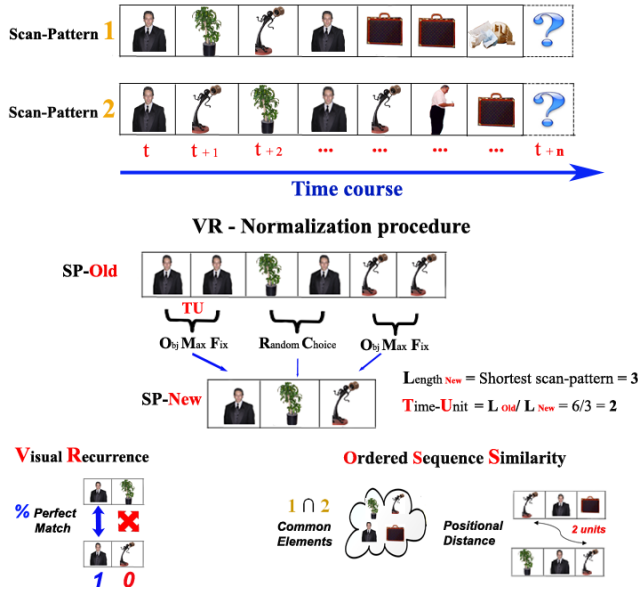 Scan-Pattern 1
Scan-Pattern 2
t t + 1 t + 2 ... ... ... t + n
Time course
VR - Normalization procedure
SP-Old
TU
Obj Max Fix Random Choice Obj Max Fix
SP-New
Length New = Shortest scan-pattern = 3
Time-Unit = L Old/ L New = 6/3 = 2
Visual Recurrence
Ordered Sequence Similarity
% Perfect Match
1 0
1 ∩ 2
Common Elements
Positional Distance
2 units